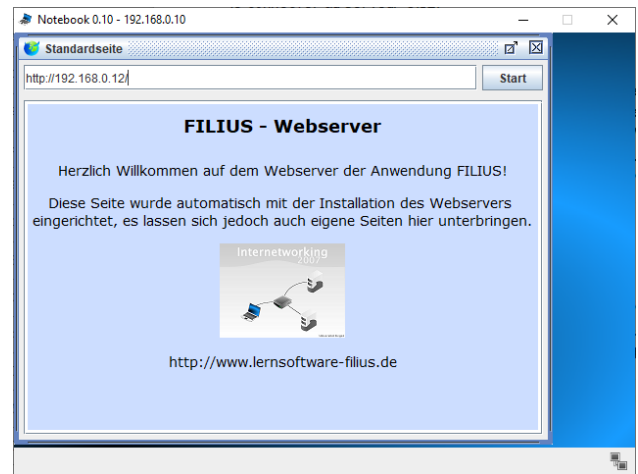 Notebook 0.10 - 192.168.0.10
Standardseite
http://192.168.0.12/
Start
FILIUS - Webserver
Herzlich Willkommen auf dem Webserver der Anwendung FILIUS!
Diese Seite wurde automatisch mit der Installation des Webservers
eingerichtet, es lassen sich jedoch auch eigene Seiten hier unterbringen.
Internetworking
2007
http://www.lernsoftware-filius.de